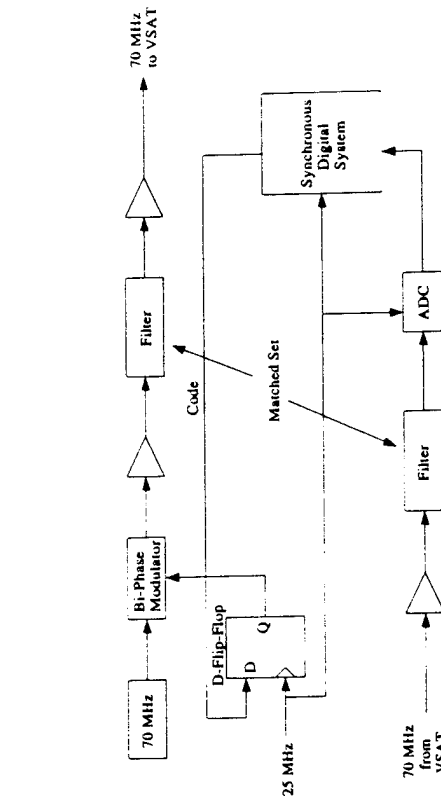 70 MHz
to VSAT
Filter
Bi-Phase
Modulator
70 MHz
Code
Matched Set
Synchronous
Digital
System
D-Flip-Flop
D
Q
25 MHz
ADC
Filter
70 MHz
from
VSAT